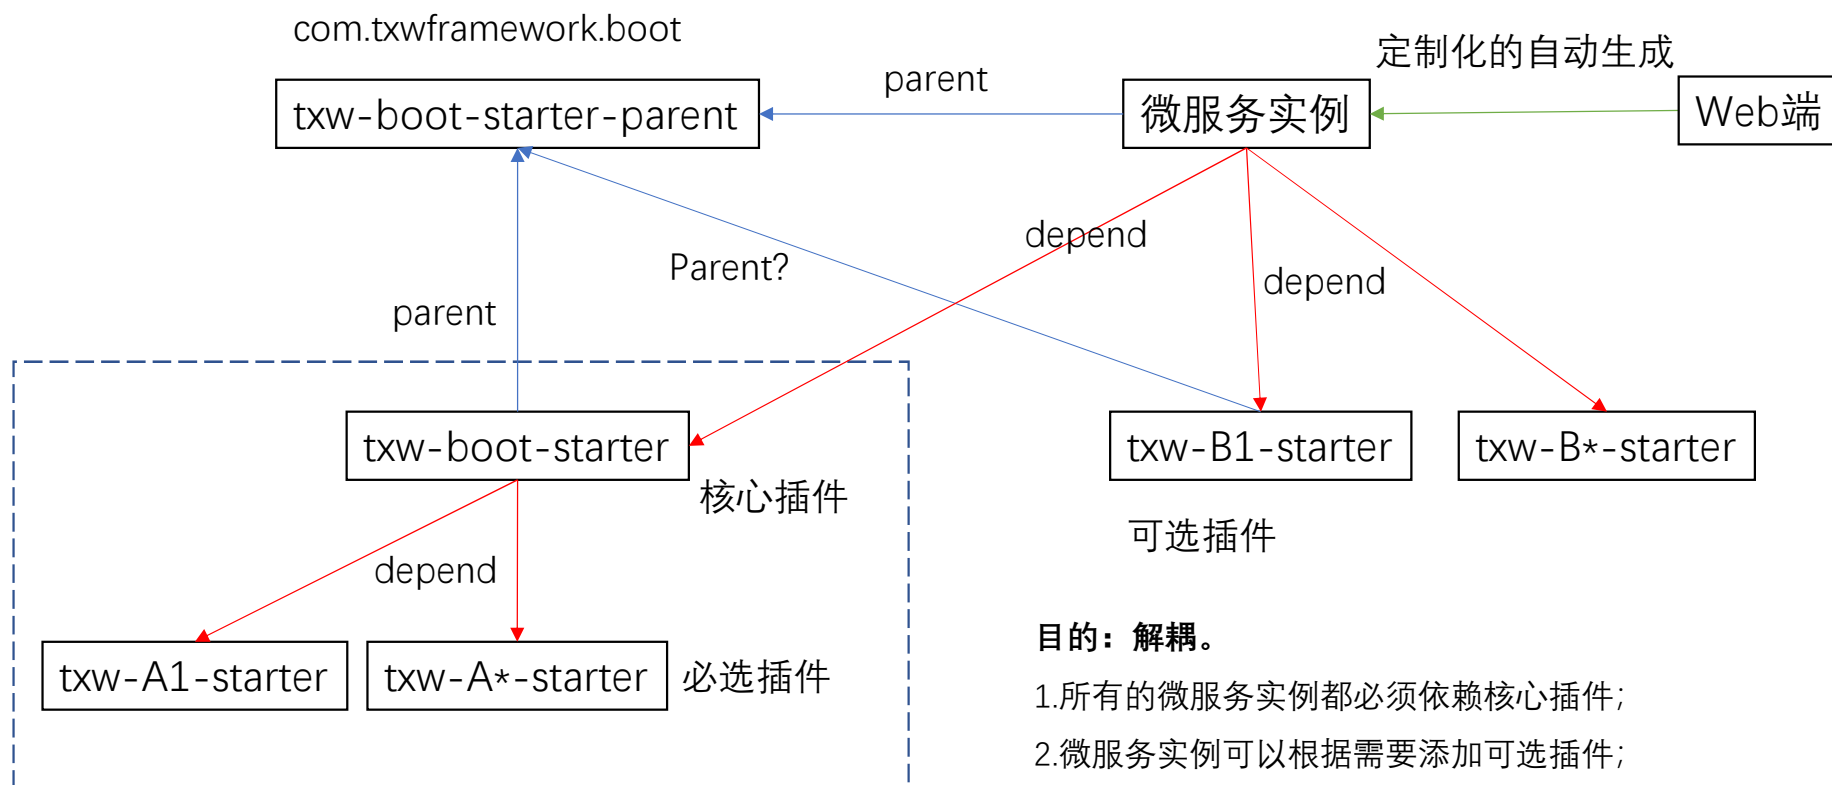 com.txwframework.boot
定制化的自动生成
parent
txw-boot-starter-parent
微服务实例
Web端
depend
Parent?
depend
parent
txw-boot-starter
txw-B1-starter
txw-B*-starter
核心插件
可选插件
depend
目的：解耦。
txw-A1-starter
txw-A*-starter
必选插件
1.所有的微服务实例都必须依赖核心插件；
2.微服务实例可以根据需要添加可选插件；